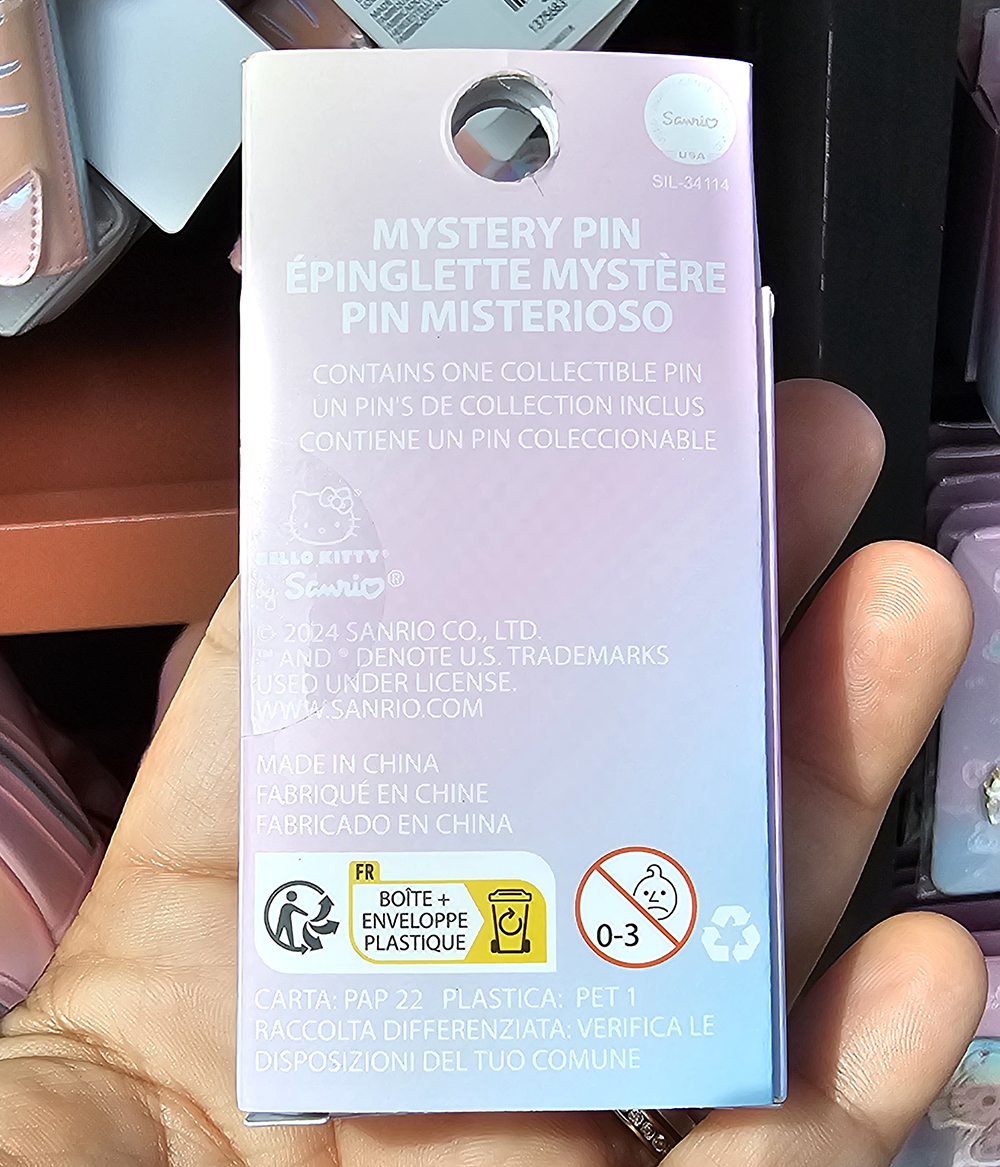 1379483
Sanrio
USA
SIL-34114
MYSTERY PIN
ÉPINGLETTE MYSTÈRE
PIN MISTERIOSO
CONTAINS ONE COLLECTIBLE PIN
UN PIN'S DE COLLECTION INCLUS
CONTIENE UN PIN COLECCIONABLE
HELLO KITTY®
by Sanrio®
© 2024 SANRIO CO., LTD.
™ AND ® DENOTE U.S. TRADEMARKS
USED UNDER LICENSE.
WWW.SANRIO.COM
MADE IN CHINA
FABRIQUÉ EN CHINE
FABRICADO EN CHINA
FR
BOÎTE +
ENVELOPPE
PLASTIQUE
0-3
CARTA: PAP 22 PLASTICA: PET 1
RACCOLTA DIFFERENZIATA: VERIFICA LE
DISPOSIZIONI DEL TUO COMUNE